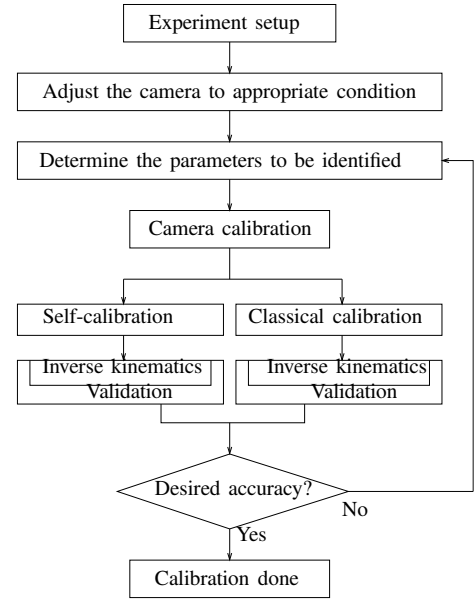 Experiment setup
Adjust the camera to appropriate condition
Determine the parameters to be identified
Camera calibration
Self-calibration
Classical calibration
Inverse kinematics
Validation
Inverse kinematics
Validation
Desired accuracy?
No
Yes
Calibration done